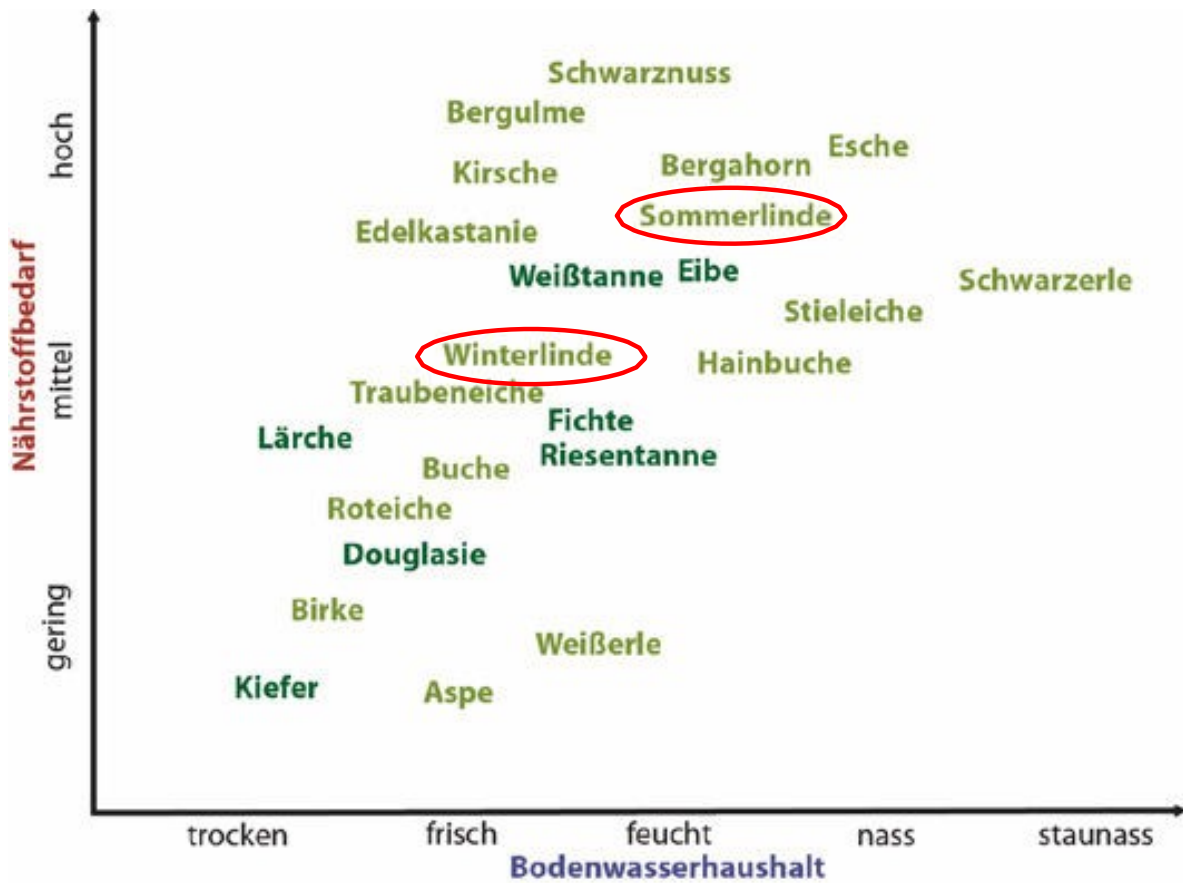 Schwarznuss
Bergulme
hoch
Esche
Kirsche
Bergahorn
Sommerlinde
Edelkastanie
Weißtanne
Eibe
Schwarzerle
Stieleiche
Nährstoffbedarf
mittel
Winterlinde
Hainbuche
Traubeneiche
Fichte
Lärche
Riesentanne
Buche
Roteiche
Douglasie
Birke
gering
Weißerle
Kiefer
Aspe
trocken frisch feucht nass staunass
Bodenwasserhaushalt